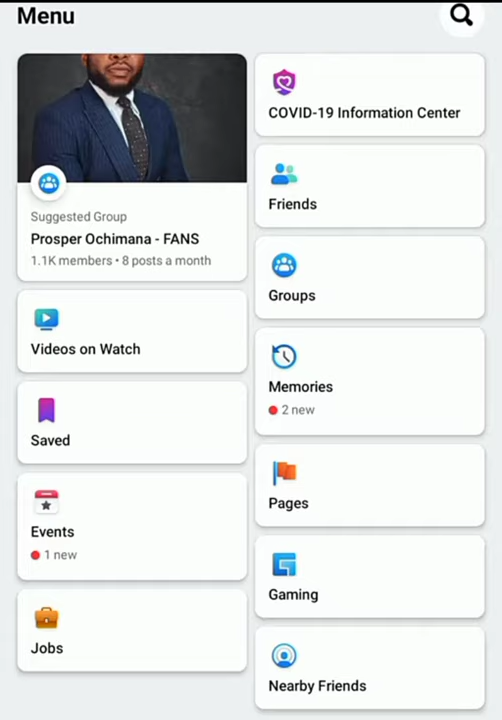 Menu
Suggested Group
Prosper Ochimana - FANS
1.1K members • 8 posts a month
Videos on Watch
Saved
Events
1 new
Jobs
COVID-19 Information Center
Friends
Groups
Memories
2 new
Pages
Gaming
Nearby Friends